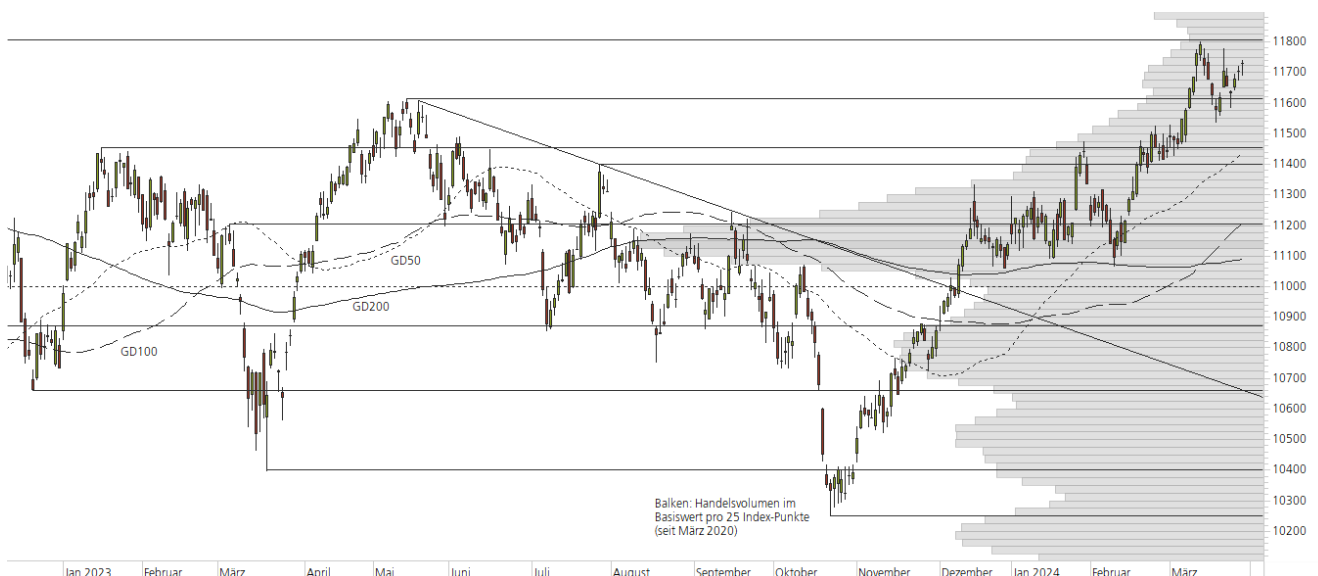 11800
11700
11600
11500
11400
11300
11200
11100
11000
10900
10800
10700
10600
10500
10400
10300
10200
GD50
GD200
GD100
Balken: Handelsvolumen im
Basiswert pro 25 Index-Punkte
(seit März 2020)
Jan 2023 Februar März April Mai Juni Juli August September Oktober November Dezember Jan 2024 Februar März